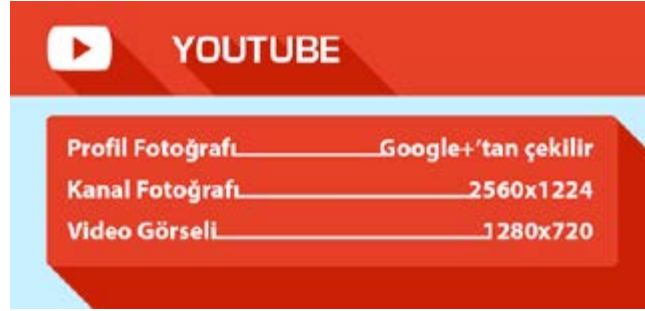 YOUTUBE
Profil Fotoğrafı Google+'tan çekilir
Kanal Fotoğrafı 2560x1224
Video Görseli 1280x720